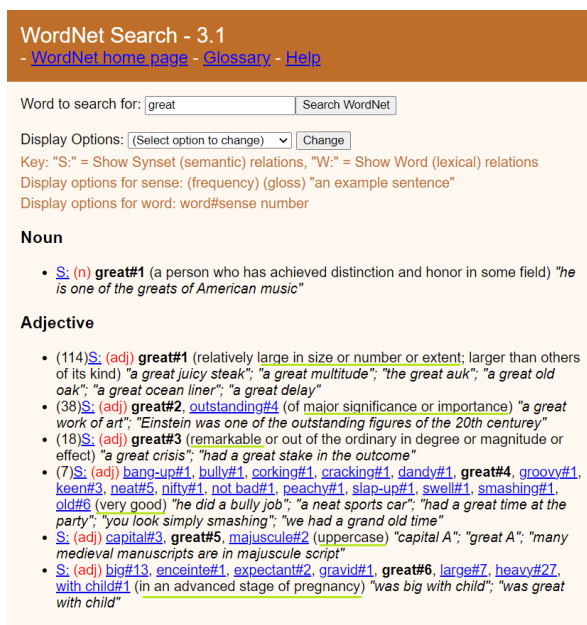 WordNet Search - 3.1
- WordNet home page - Glossary - Help
Word to search for: great Search WordNet
Display Options: (Select option to change) Change
Key: "S:" = Show Synset (semantic) relations, "W:" = Show Word (lexical) relations
Display options for sense: (frequency) (gloss) "an example sentence"
Display options for word: word#sense number
Noun
• S: (n) great#1 (a person who has achieved distinction and honor in some field) "he
is one of the greats of American music"
Adjective
• (114)S: (adj) great#1 (relatively large in size or number or extent; larger than others
of its kind) "a great juicy steak"; "a great multitude"; "the great auk"; "a great old
oak"; "a great ocean liner"; "a great delay"
• (38)S: (adj) great#2, outstanding#4 (of major significance or importance) "a great
work of art"; "Einstein was one of the outstanding figures of the 20th centurey"
• (18)S: (adj) great#3 (remarkable or out of the ordinary in degree or magnitude or
effect) "a great crisis"; "had a great stake in the outcome"
• (7)S: (adj) bang-up#1, bully#1, corking#1, cracking#1, dandy#1, great#4, groovy#1,
keen#3, neat#5, nifty#1, not bad#1, peachy#1, slap-up#1, swell#1, smashing#1,
old#6 (very good) "he did a bully job"; "a neat sports car"; "had a great time at the
party"; "you look simply smashing"; "we had a grand old time"
• S: (adj) capital#3, great#5, majuscule#2 (uppercase) "capital A"; "great A"; "many
medieval manuscripts are in majuscule script"
• S: (adj) big#13, enceinte#1, expectant#2, gravid#1, great#6, large#7, heavy#27,
with child#1 (in an advanced stage of pregnancy) "was big with child"; "was great
with child"